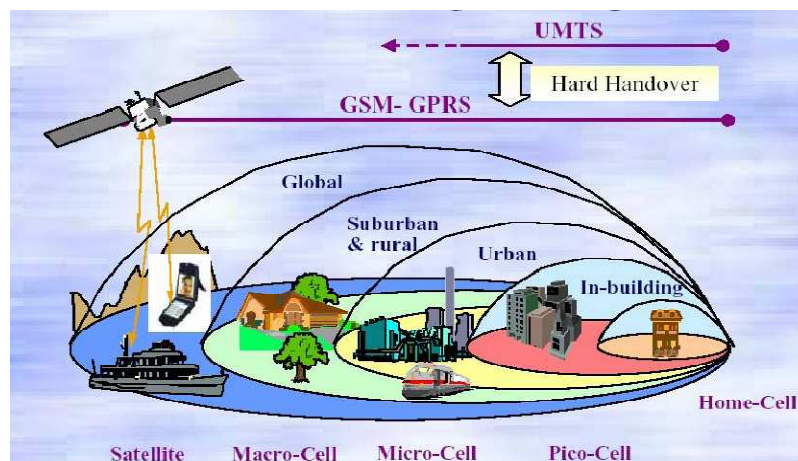 UMTS
Hard Handover
GSM- GPRS
Global
Suburban
& rural
Urban
In-building
Home-Cell
Satellite
Macro-Cell
Micro-Cell
Pico-Cell